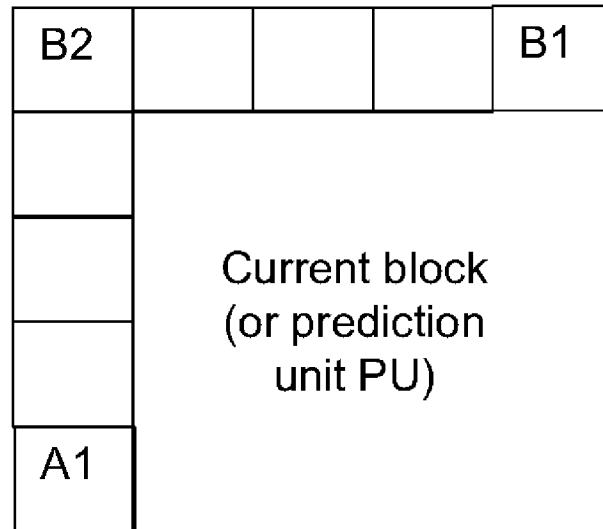 B2
B1
Current block
(or prediction
unit PU)
A1